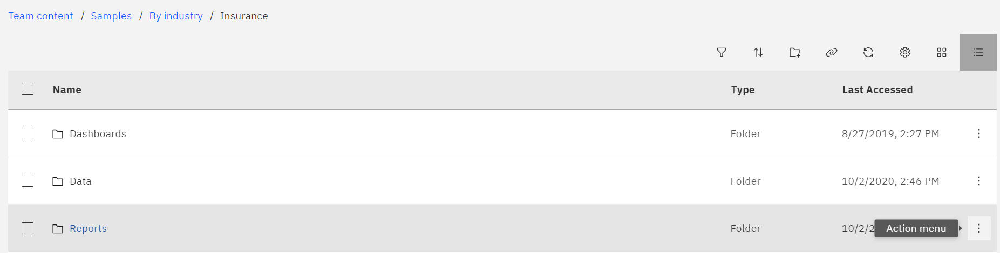 Team content / Samples / By industry / Insurance
Name Type Last Accessed
Dashboards Folder 8/27/2019, 2:27 PM
Data Folder 10/2/2020, 2:46 PM
Reports Folder 10/2/2 Action menu